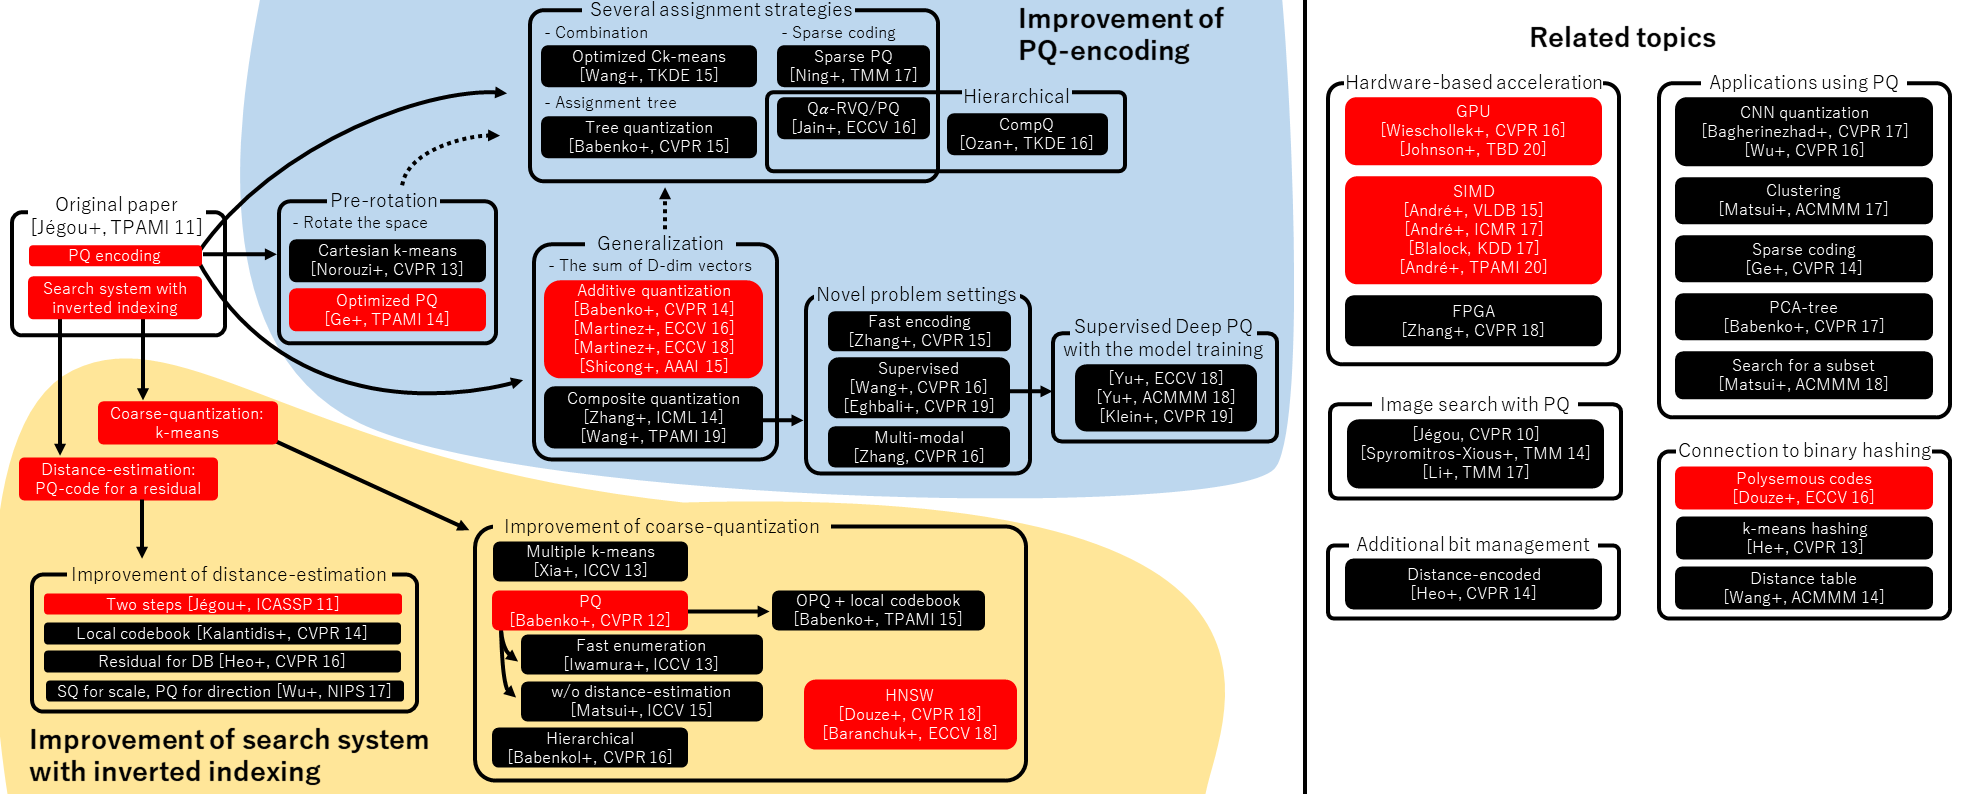 Several assignment strategies
- Combination
Optimized Ck-means
[Wang+, TKDE 15]
- Assignment tree
Tree quantization
[Babenko+, CVPR 15]
- Sparse coding
Sparse PQ
[Ning+, TMM 17]
Qα-RVQ/PQ
[Jain+, ECCV 16]
Hierarchical
CompQ
[Ozan+, TKDE 16]
Improvement of
PQ-encoding
Original paper
[Jégou+, TPAMI 11]
PQ encoding
Search system with
inverted indexing
Pre-rotation
- Rotate the space
Cartesian k-means
[Norouzi+, CVPR 13]
Optimized PQ
[Ge+, TPAMI 14]
Generalization
- The sum of D-dim vectors
Additive quantization
[Babenko+, CVPR 14]
[Martinez+, ECCV 16]
[Martinez+, ECCV 18]
[Shicong+, AAAI 15]
Composite quantization
[Zhang+, ICML 14]
[Wang+, TPAMI 19]
Novel problem settings
Fast encoding
[Zhang+, CVPR 15]
Supervised
[Wang+, CVPR 16]
[Eghbali+, CVPR 19]
Multi-modal
[Zhang, CVPR 16]
Supervised Deep PQ
with the model training
[Yu+, ECCV 18]
[Yu+, ACMMM 18]
[Klein+, CVPR 19]
Coarse-quantization:
k-means
Distance-estimation:
PQ-code for a residual
Improvement of distance-estimation
Two steps [Jégou+, ICASSP 11]
Local codebook [Kalantidis+, CVPR 14]
Residual for DB [Heo+, CVPR 16]
SQ for scale, PQ for direction [Wu+, NIPS 17]
Improvement of search system
with inverted indexing
Improvement of coarse-quantization
Multiple k-means
[Xia+, ICCV 13]
PQ
[Babenko+, CVPR 12]
OPQ + local codebook
[Babenko+, TPAMI 15]
Fast enumeration
[Iwamura+, ICCV 13]
w/o distance-estimation
[Matsui+, ICCV 15]
Hierarchical
[Babenkol+, CVPR 16]
HNSW
[Douze+, CVPR 18]
[Baranchuk+, ECCV 18]
Related topics
Hardware-based acceleration
GPU
[Wieschollek+, CVPR 16]
[Johnson+, TBD 20]
SIMD
[André+, VLDB 15]
[André+, ICMR 17]
[Blalock, KDD 17]
[André+, TPAMI 20]
FPGA
[Zhang+, CVPR 18]
Image search with PQ
[Jégou, CVPR 10]
[Spyromitros-Xious+, TMM 14]
[Li+, TMM 17]
Additional bit management
Distance-encoded
[Heo+, CVPR 14]
Applications using PQ
CNN quantization
[Bagherinezhad+, CVPR 17]
[Wu+, CVPR 16]
Clustering
[Matsui+, ACMMM 17]
Sparse coding
[Ge+, CVPR 14]
PCA-tree
[Babenko+, CVPR 17]
Search for a subset
[Matsui+, ACMMM 18]
Connection to binary hashing
Polysemous codes
[Douze+, ECCV 16]
k-means hashing
[He+, CVPR 13]
Distance table
[Wang+, ACMMM 14]